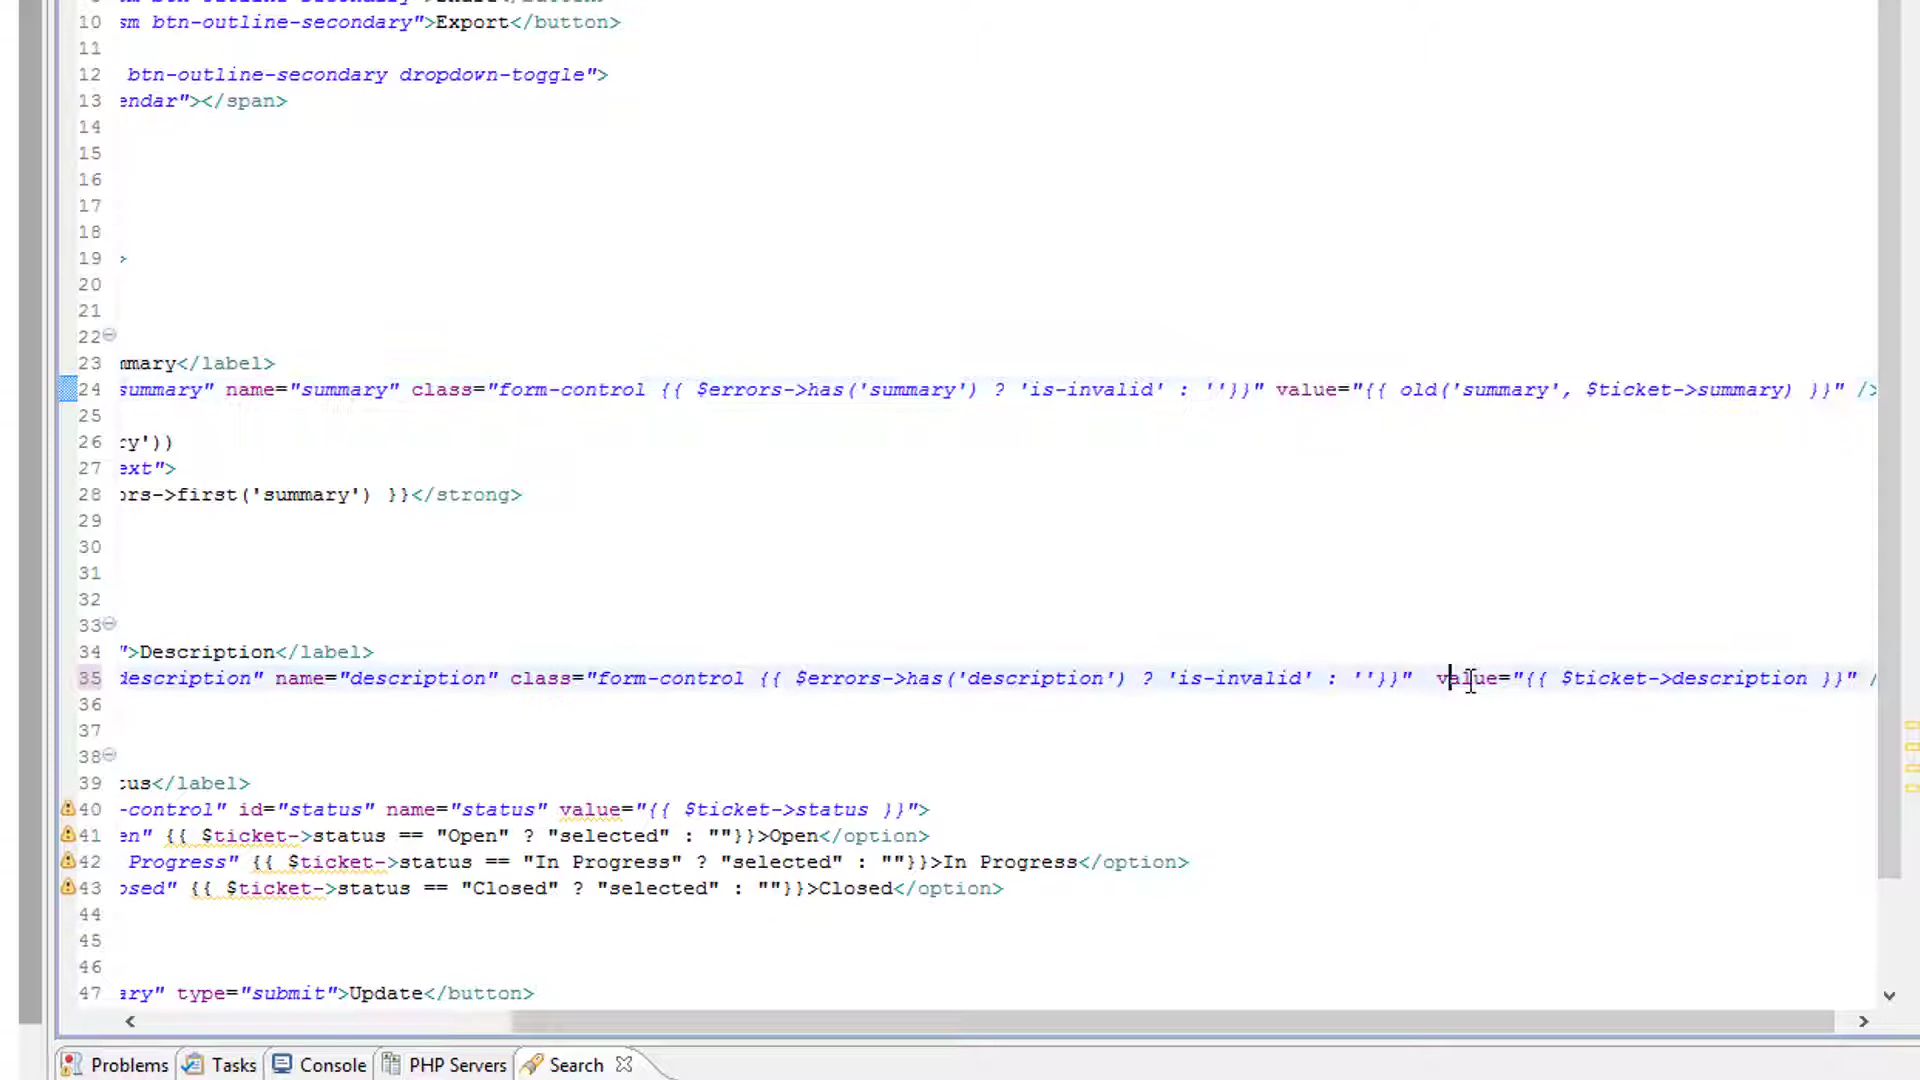 10 sm btn-outline-secondary">Export</button>
11
12 btn-outline-secondary dropdown-toggle">
13 endar"></span>
14
15
16
17
18
19 >
20
21
22
23 mmary</label>
24 summary" name="summary" class="form-control {{ $errors->has('summary') ? 'is-invalid' : ''}}" value="{{ old('summary', $ticket->summary) }}" />
25
26 ry'))
27 ext">
28 ors->first('summary') }}</strong>
29
30
31
32
33
34 ">Description</label>
35 description" name="description" class="form-control {{ $errors->has('description') ? 'is-invalid' : ''}}"  value="{{ $ticket->description }}" /
36
37
38
39 tus</label>
40 -control" id="status" name="status" value="{{ $ticket->status }}">
41 en" {{ $ticket->status == "Open" ? "selected" : ""}}>Open</option>
42 Progress" {{ $ticket->status == "In Progress" ? "selected" : ""}}>In Progress</option>
43 osed" {{ $ticket->status == "Closed" ? "selected" : ""}}>Closed</option>
44
45
46
47 ary" type="submit">Update</button>
Problems Tasks Console PHP Servers Search